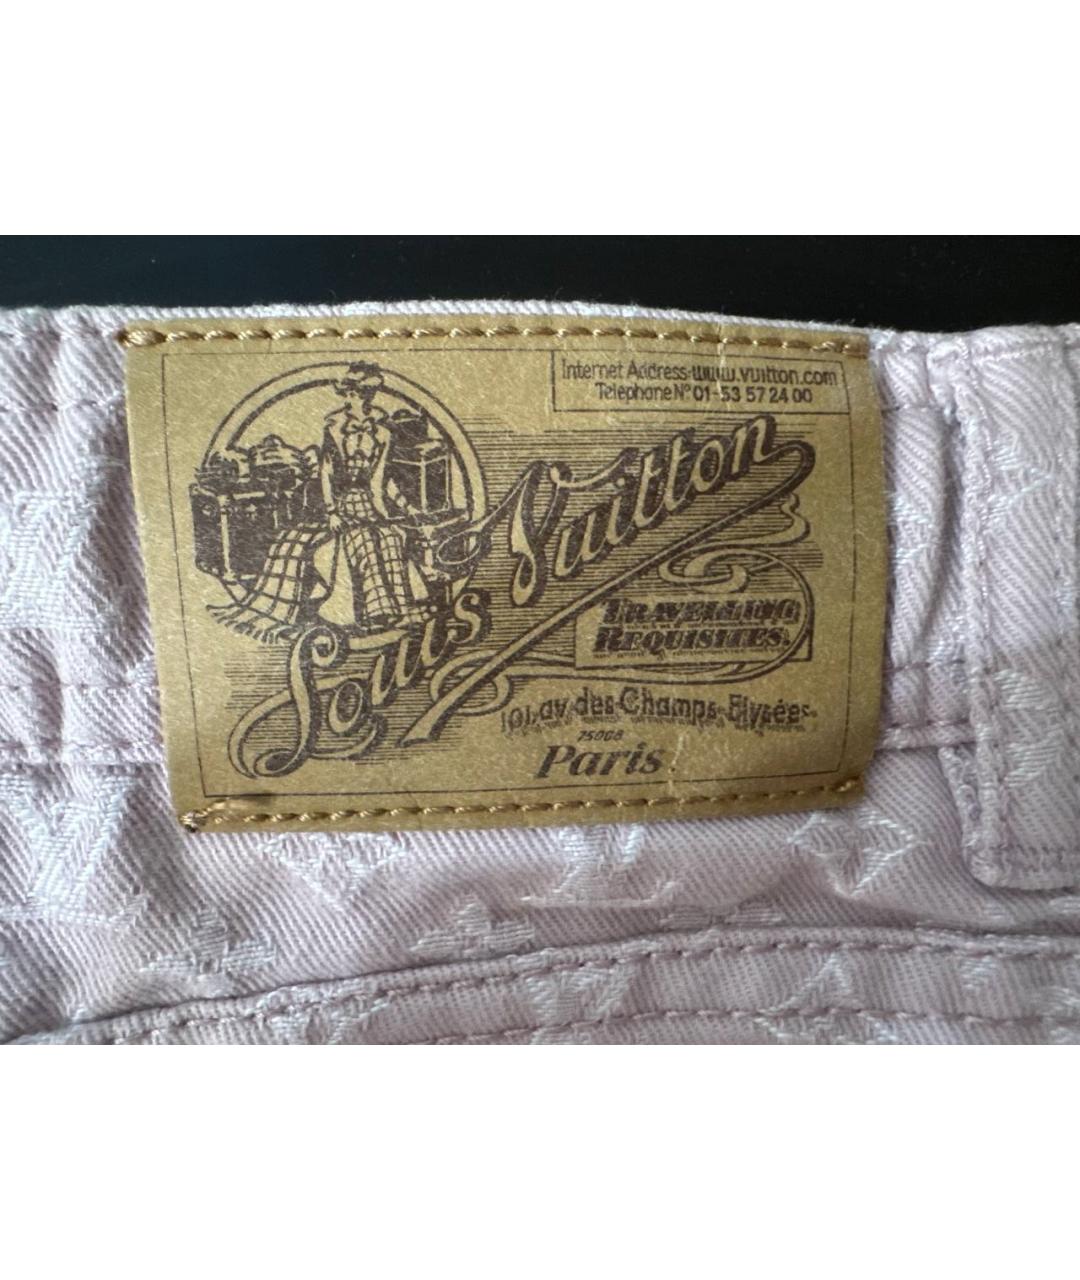 Internet Address-www.vuitton.com
Telephone N° 01-53 57 24 00
Louis Vuitton
TRAVELLING
REQUISITES
101, av des Champs-Elysées
75008
Paris